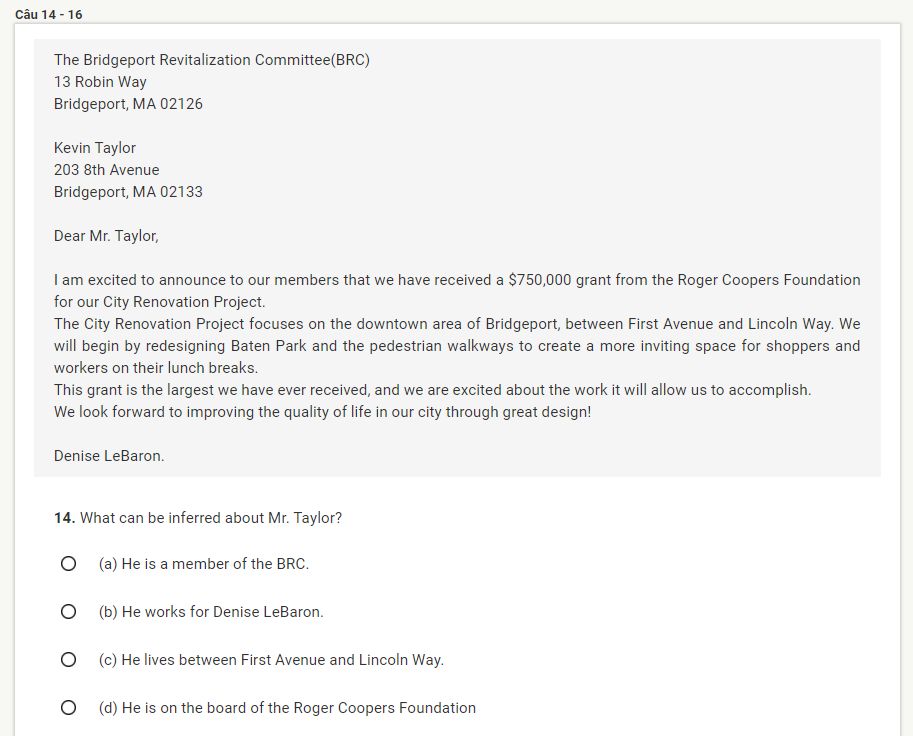 Câu 14 - 16
The Bridgeport Revitalization Committee(BRC)
13 Robin Way
Bridgeport, MA 02126
Kevin Taylor
203 8th Avenue
Bridgeport, MA 02133
Dear Mr. Taylor,
I am excited to announce to our members that we have received a $750,000 grant from the Roger Coopers Foundation
for our City Renovation Project.
The City Renovation Project focuses on the downtown area of Bridgeport, between First Avenue and Lincoln Way. We
will begin by redesigning Baten Park and the pedestrian walkways to create a more inviting space for shoppers and
workers on their lunch breaks.
This grant is the largest we have ever received, and we are excited about the work it will allow us to accomplish.
We look forward to improving the quality of life in our city through great design!
Denise LeBaron.
14. What can be inferred about Mr. Taylor?
(a) He is a member of the BRC.
(b) He works for Denise LeBaron.
(c) He lives between First Avenue and Lincoln Way.
(d) He is on the board of the Roger Coopers Foundation